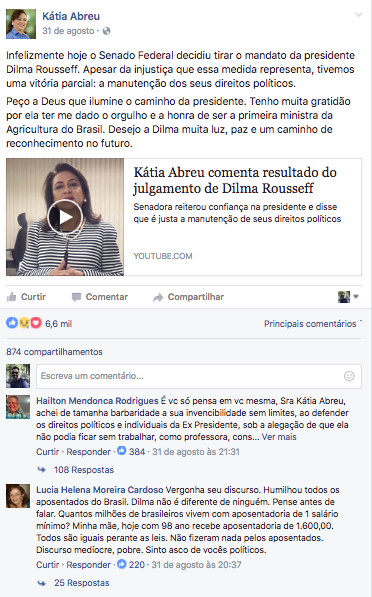 Kátia Abreu
31 de agosto ·
Infelizmente hoje o Senado Federal decidiu tirar o mandato da presidente
Dilma Rousseff. Apesar da injustiça que essa medida representa, tivemos
uma vitória parcial: a manutenção dos seus direitos políticos.
Peço a Deus que ilumine o caminho da presidente. Tenho muita gratidão
por ela ter me dado o orgulho e a honra de ser a primeira ministra da
Agricultura do Brasil. Desejo a Dilma muita luz, paz e um caminho de
reconhecimento no futuro.
Kátia Abreu comenta resultado do
julgamento de Dilma Rousseff
Senadora reiterou confiança na presidente e disse
que é justa a manutenção de seus direitos políticos
YOUTUBE.COM
Curtir Comentar Compartilhar
6,6 mil Principais comentários
874 compartilhamentos
Escreva um comentário...
Hailton Mendonca Rodrigues É vc só pensa em vc mesma, Sra Kátia Abreu,
achei de tamanha barbaridade a sua invencibilidade sem limites, ao defender
os direitos políticos e individuais da Ex Presidente, sob a alegação de que ela
não podia ficar sem trabalhar, como professora, cons... Ver mais
Curtir · Responder · 384 · 31 de agosto às 21:31
108 Respostas
Lucia Helena Moreira Cardoso Vergonha seu discurso. Humilhou todos os
aposentados do Brasil. Dilma não é diferente de ninguém. Pense antes de
falar. Quantos milhões de brasileiros vivem com aposentadoria de 1 salário
mínimo? Minha mãe, hoje com 98 ano recebe aposentadoria de 1.600,00.
Todos são iguais perante as leis. Não fizeram nada pelos aposentados.
Discurso medíocre, pobre. Sinto asco de vocês políticos.
Curtir · Responder · 220 · 31 de agosto às 20:37
25 Respostas